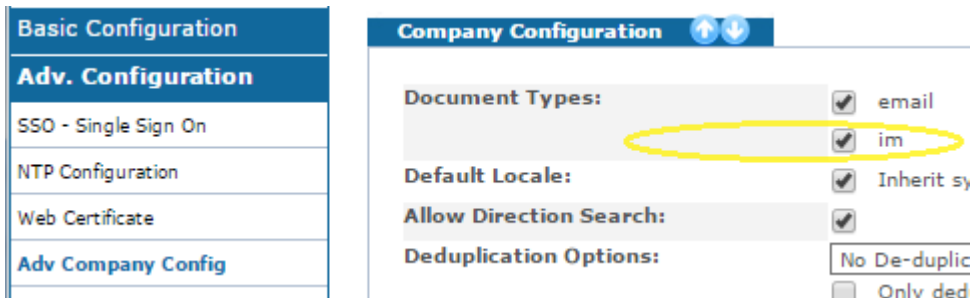 Basic Configuration
Adv. Configuration
SSO - Single Sign On
NTP Configuration
Web Certificate
Adv Company Config
Company Configuration
Document Types:
email
im
Default Locale:
Inherit sy
Allow Direction Search:
Deduplication Options:
No De-duplic
Only ded